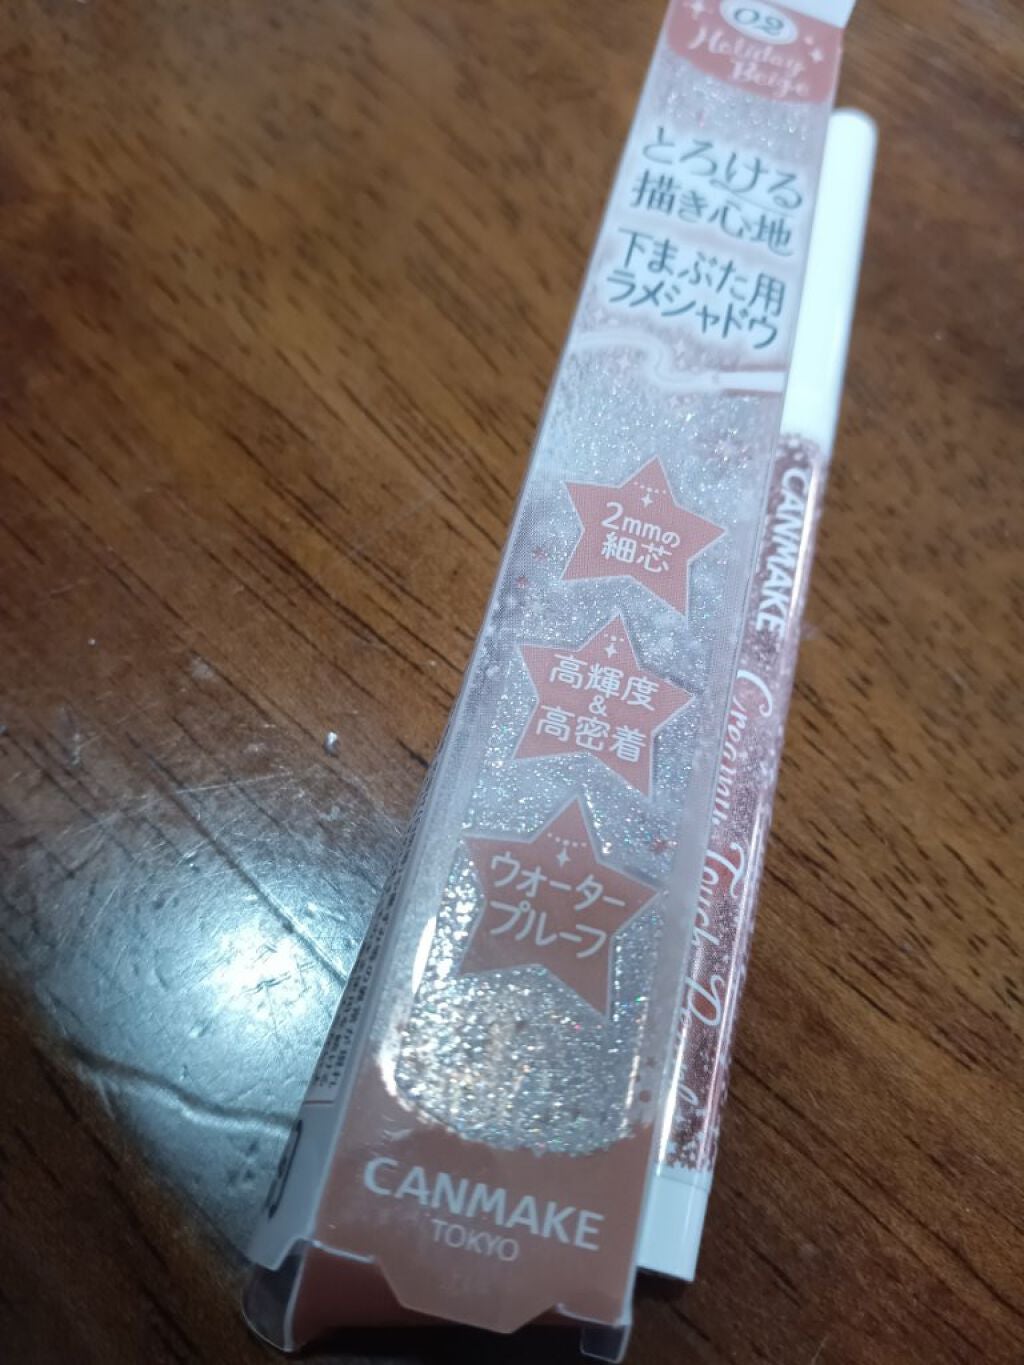 02
Holiday
Beige
とろける
描き心地
下まぶた用
ラメシャドウ
2mmの
細芯
高輝度
&
高密着
ウォーター
プルーフ
CANMAKE
TOKYO
CANMAKE Creamy Touch